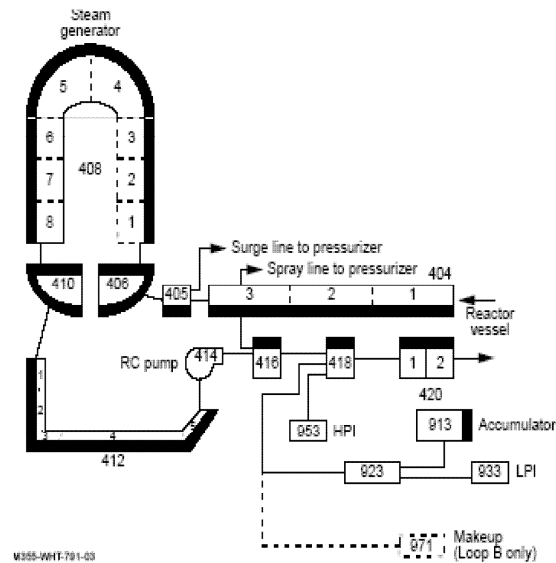 Steam
generator
5 4
6 3
408
7 2
8 1
410 406
Surge line to pressurizer
Spray line to pressurizer
404
405
3 2 1
Reactor
vessel
RC pump
414
416
418
1 2
420
1
2
3
4
412
953 HPI
913 Accumulator
923
933 LPI
971
Makeup
(Loop B only)
M355-WHT-791-03